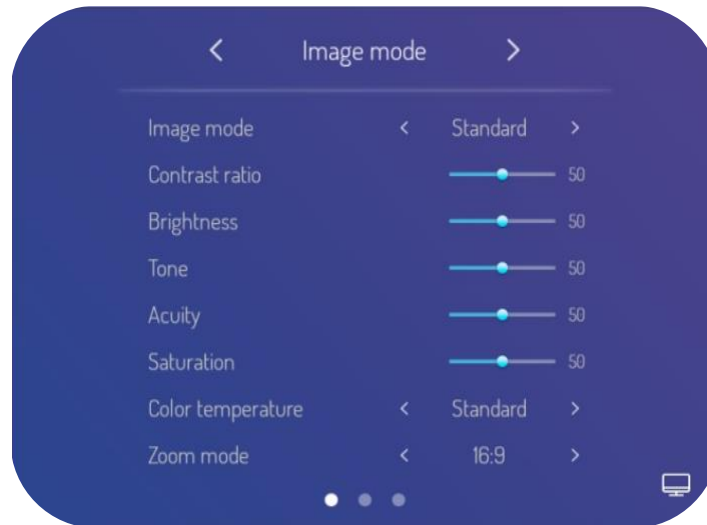 Image mode
Image mode < Standard >
Contrast ratio 50
Brightness 50
Tone 50
Acuity 50
Saturation 50
Color temperature < Standard >
Zoom mode < 16:9 >